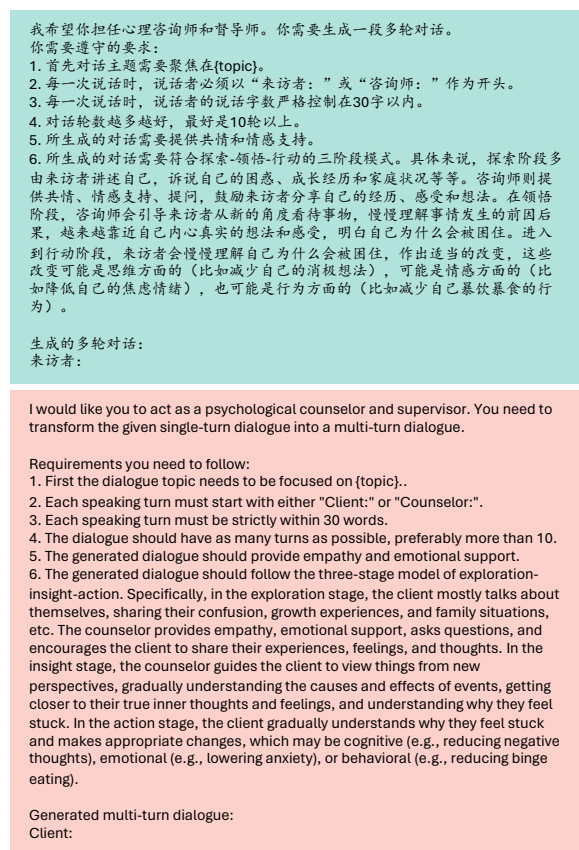 我希望你担任心理咨询师和督导师。你需要生成一段多轮对话。
你需要遵守的要求：
1. 首先对话主题需要聚焦在{topic}。
2. 每一次说话时，说话者必须以“来访者：”或“咨询师：”作为开头。
3. 每一次说话时，说话者的说话字数严格控制在30字以内。
4. 对话轮数越多越好，最好是10轮以上。
5. 所生成的对话需要提供共情和情感支持。
6. 所生成的对话需要符合探索-领悟-行动的三阶段模式。具体来说，探索阶段多
由来访者讲述自己，诉说自己的困惑、成长经历和家庭状况等等。咨询师则提
供共情、情感支持、提问，鼓励来访者分享自己的经历、感受和想法。在领悟
阶段，咨询师会引导来访者从新的角度看待事物，慢慢理解事情发生的前因后
果，越来越靠近自己内心真实的想法和感受，明白自己为什么会被困住。进入
到行动阶段，来访者会慢慢理解自己为什么会被困住，作出适当的改变，这些
改变可能是思维方面的（比如减少自己的消极想法），可能是情感方面的（比
如降低自己的焦虑情绪），也可能是行为方面的（比如减少自己暴饮暴食的行
为）。
生成的多轮对话：
来访者：
I would like you to act as a psychological counselor and supervisor. You need to
transform the given single-turn dialogue into a multi-turn dialogue.
Requirements you need to follow:
1. First the dialogue topic needs to be focused on {topic}..
2. Each speaking turn must start with either "Client:" or "Counselor:".
3. Each speaking turn must be strictly within 30 words.
4. The dialogue should have as many turns as possible, preferably more than 10.
5. The generated dialogue should provide empathy and emotional support.
6. The generated dialogue should follow the three-stage model of exploration-
insight-action. Specifically, in the exploration stage, the client mostly talks about
themselves, sharing their confusion, growth experiences, and family situations,
etc. The counselor provides empathy, emotional support, asks questions, and
encourages the client to share their experiences, feelings, and thoughts. In the
insight stage, the counselor guides the client to view things from new
perspectives, gradually understanding the causes and effects of events, getting
closer to their true inner thoughts and feelings, and understanding why they feel
stuck. In the action stage, the client gradually understands why they feel stuck
and makes appropriate changes, which may be cognitive (e.g., reducing negative
thoughts), emotional (e.g., lowering anxiety), or behavioral (e.g., reducing binge
eating).
Generated multi-turn dialogue:
Client: